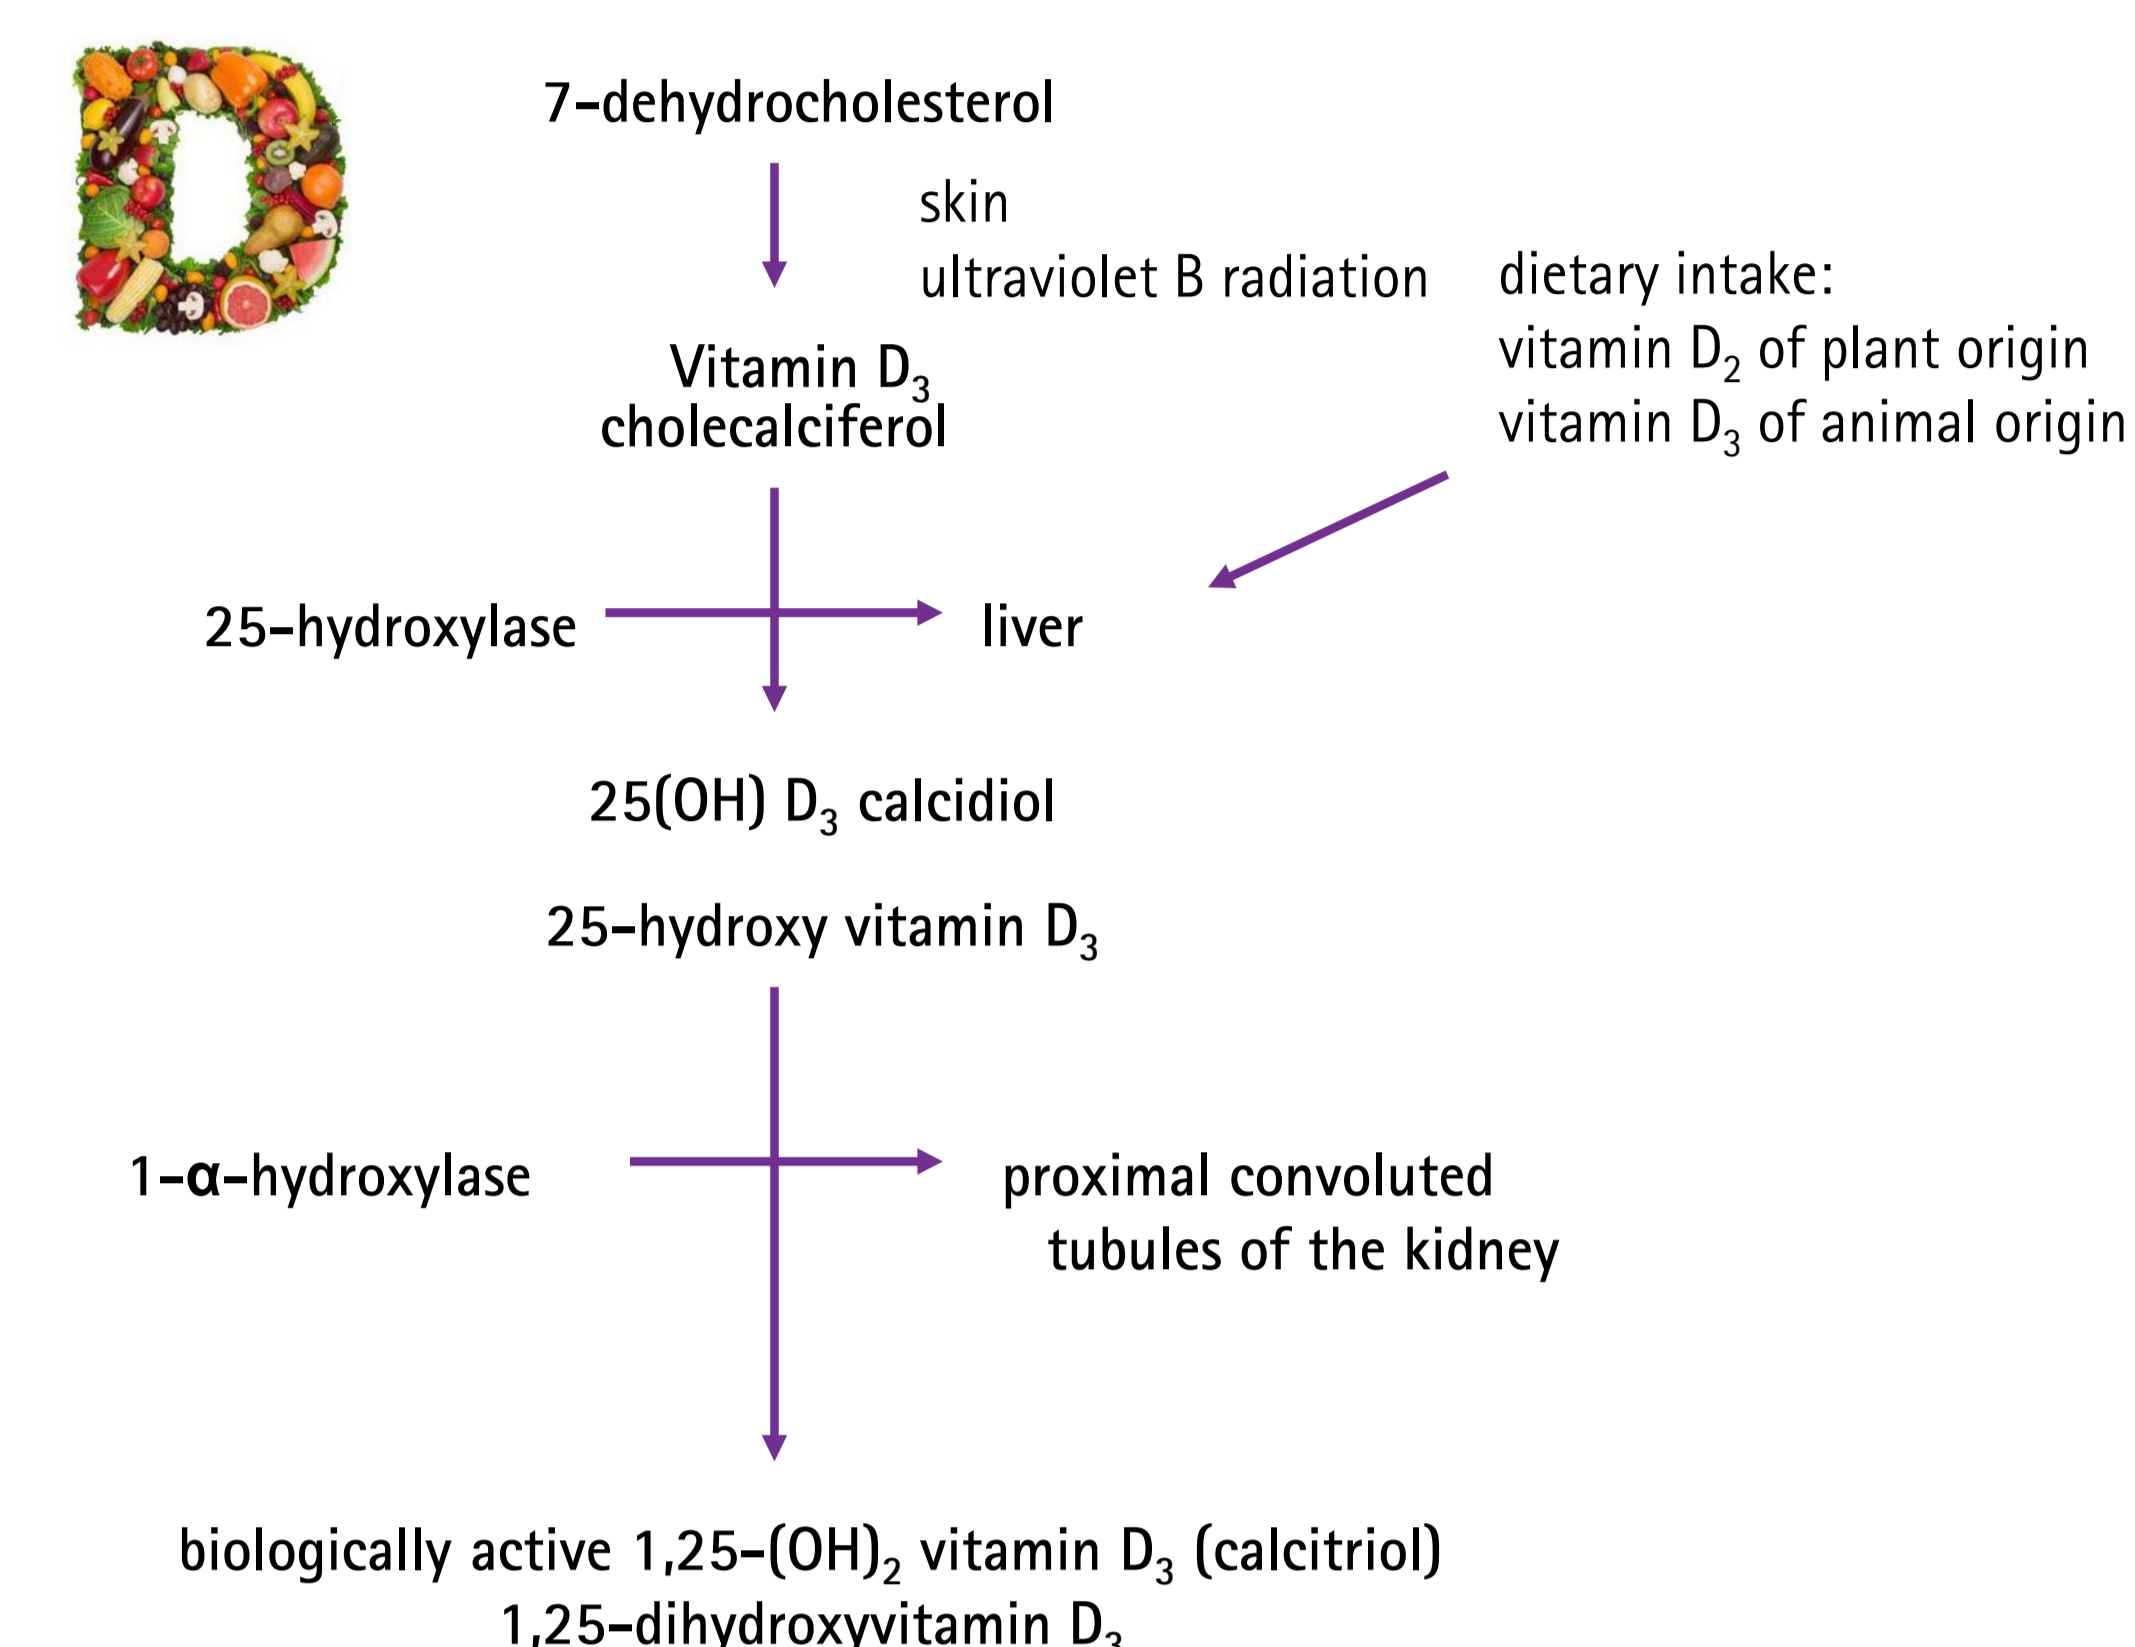 7-dehydrocholesterol
skin
ultraviolet B radiation
dietary intake:
vitamin D₂ of plant origin
vitamin D₃ of animal origin
Vitamin D₃
cholecalciferol
25-hydroxylase
liver
25(OH) D₃ calcidiol
25-hydroxy vitamin D₃
1-α-hydroxylase
proximal convoluted
tubules of the kidney
biologically active 1,25-(OH)₂ vitamin D₃ (calcitriol)
1,25-dihydroxyvitamin D₃